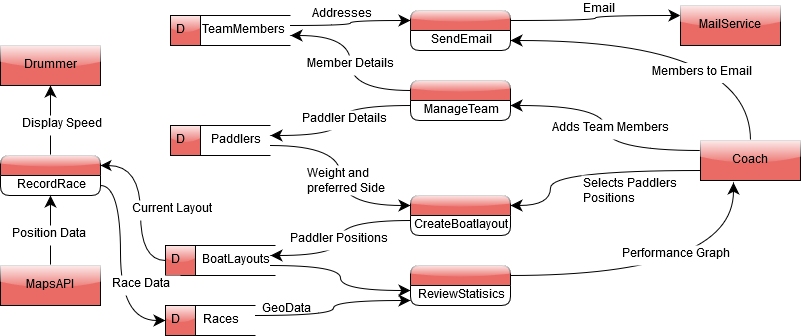 Addresses
Email
D TeamMembers
SendEmail
MailService
Drummer
Member Details
Members to Email
ManageTeam
Display Speed
Paddler Details
Adds Team Members
D Paddlers
Coach
RecordRace
Weight and
preferred Side
Selects Paddlers
Positions
Current Layout
CreateBoatlayout
Position Data
Paddler Positions
D BoatLayouts
Performance Graph
MapsAPI
Race Data
ReviewStatisics
GeoData
D Races